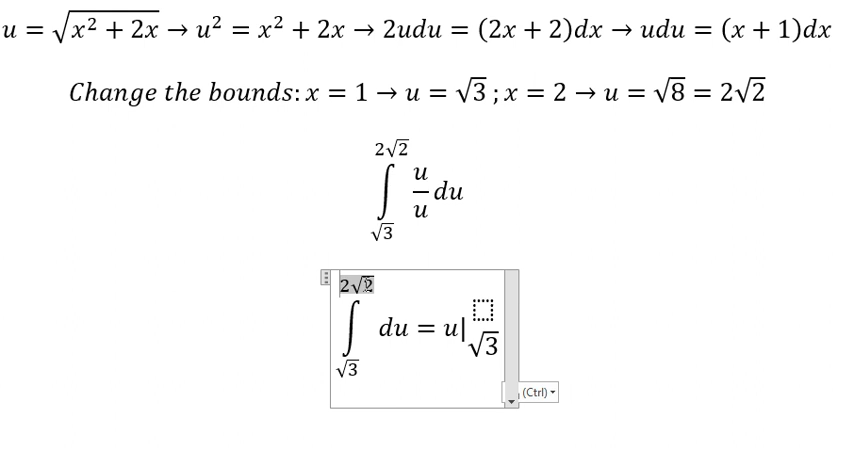 u = √(x² + 2x) → u² = x² + 2x → 2udu = (2x + 2)dx → udu = (x + 1)dx
Change the bounds: x = 1 → u = √3 ; x = 2 → u = √8 = 2√2
∫_{√3}^{2√2} u/u du
∫_{√3}^{2√2} du = u|_{√3}
(Ctrl)